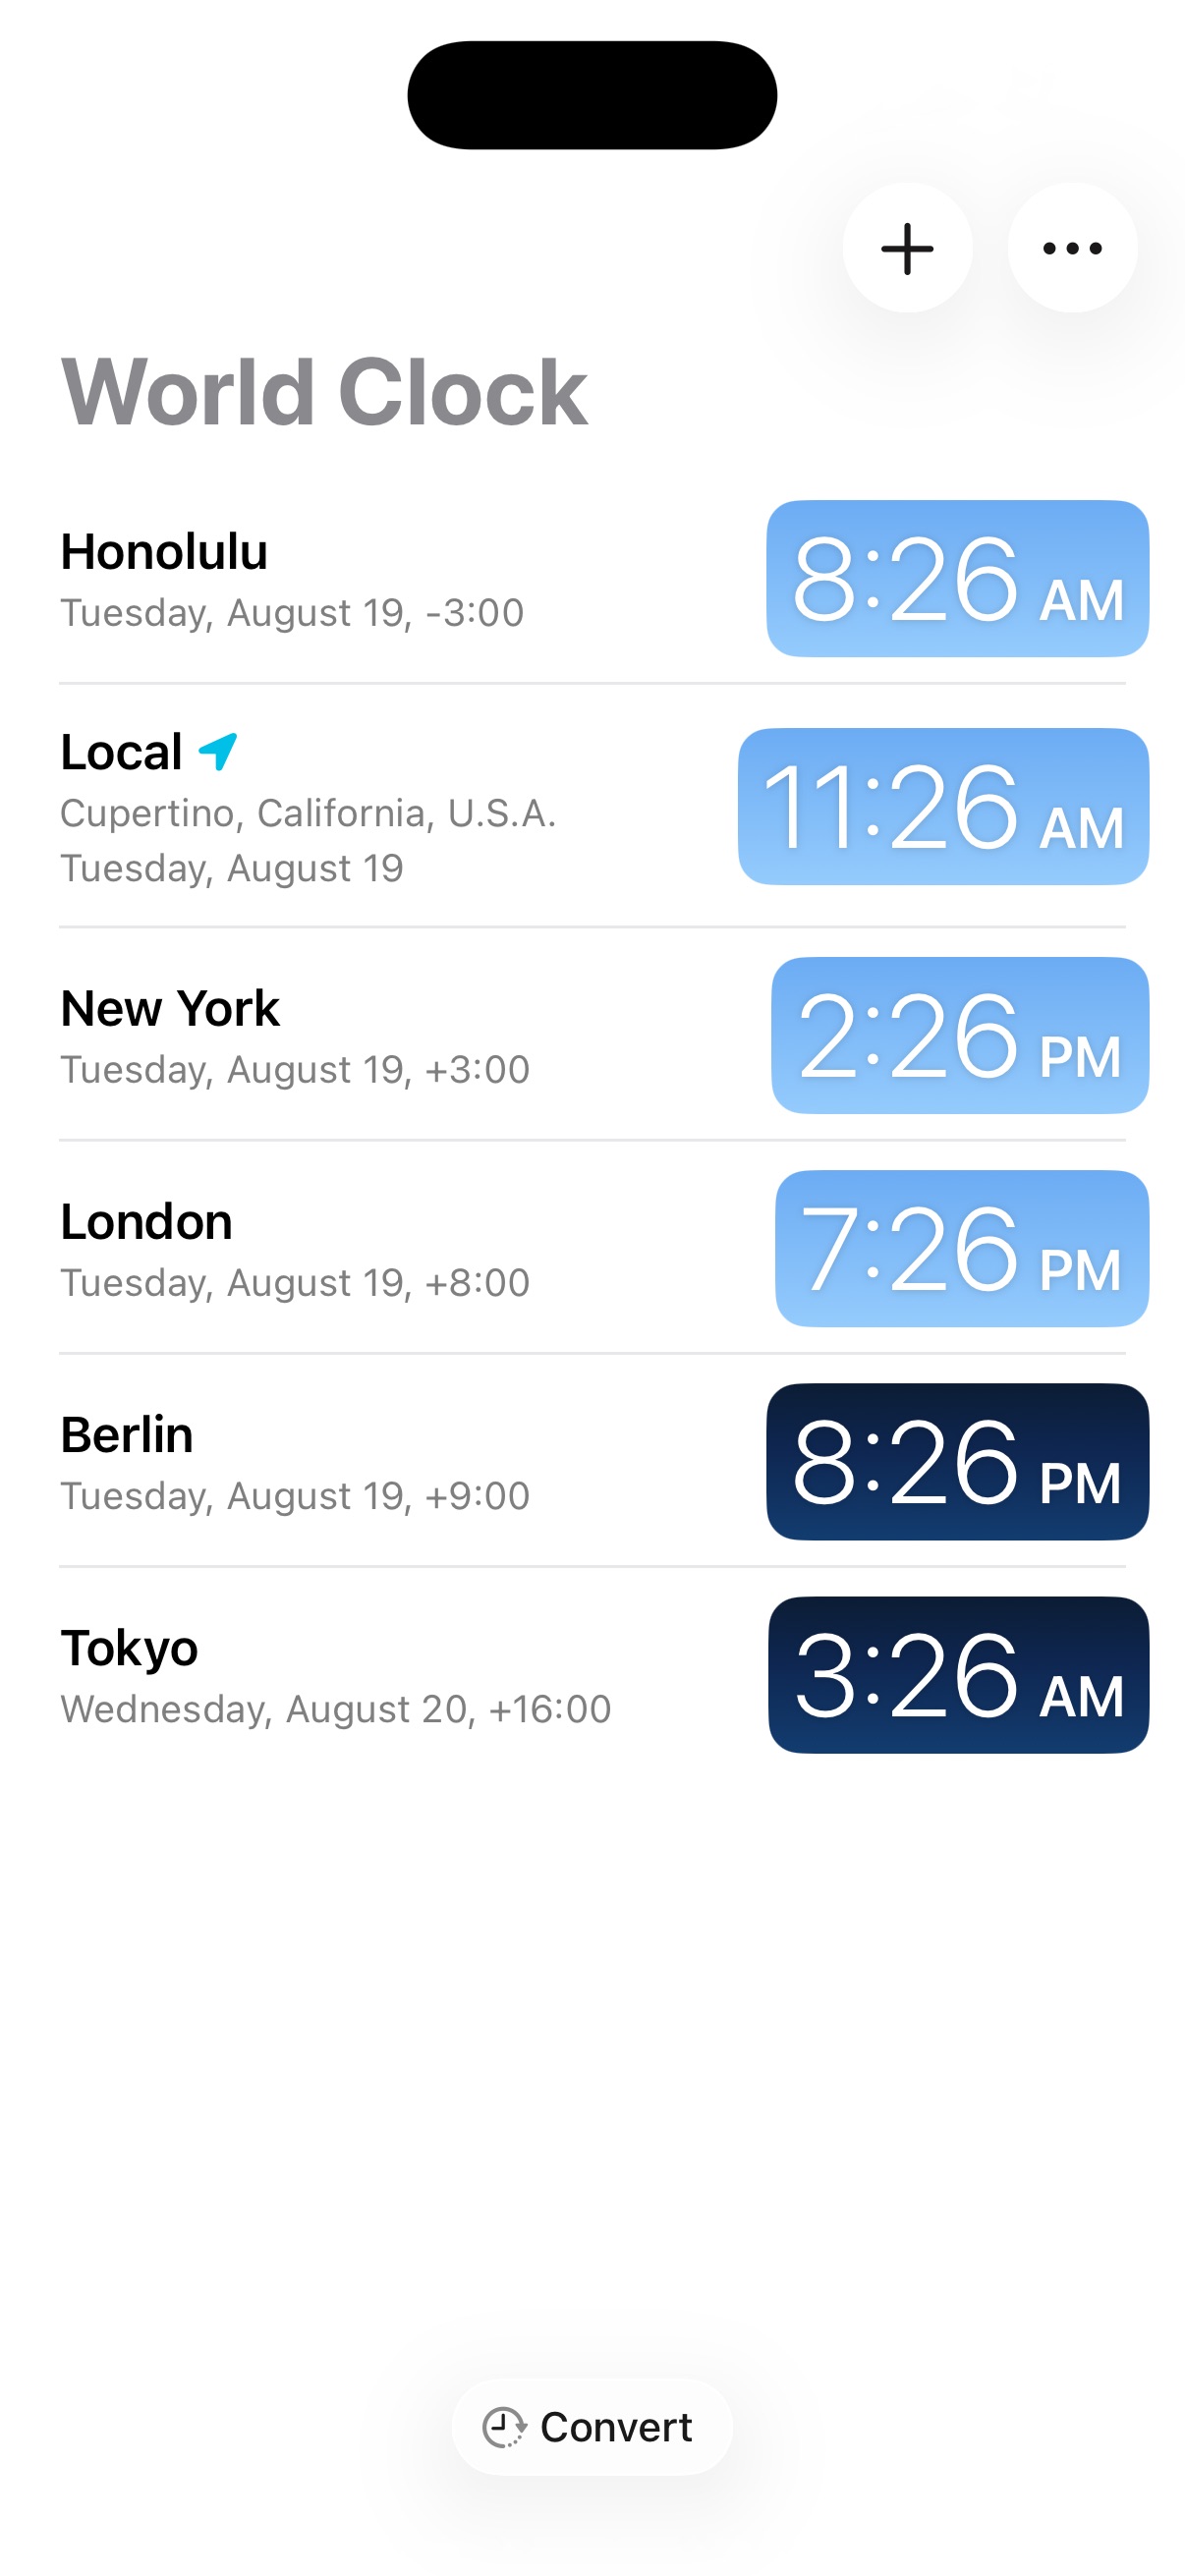 World Clock
Honolulu
Tuesday, August 19, -3:00
8:26 AM
Local
Cupertino, California, U.S.A.
Tuesday, August 19
11:26 AM
New York
Tuesday, August 19, +3:00
2:26 PM
London
Tuesday, August 19, +8:00
7:26 PM
Berlin
Tuesday, August 19, +9:00
8:26 PM
Tokyo
Wednesday, August 20, +16:00
3:26 AM
Convert